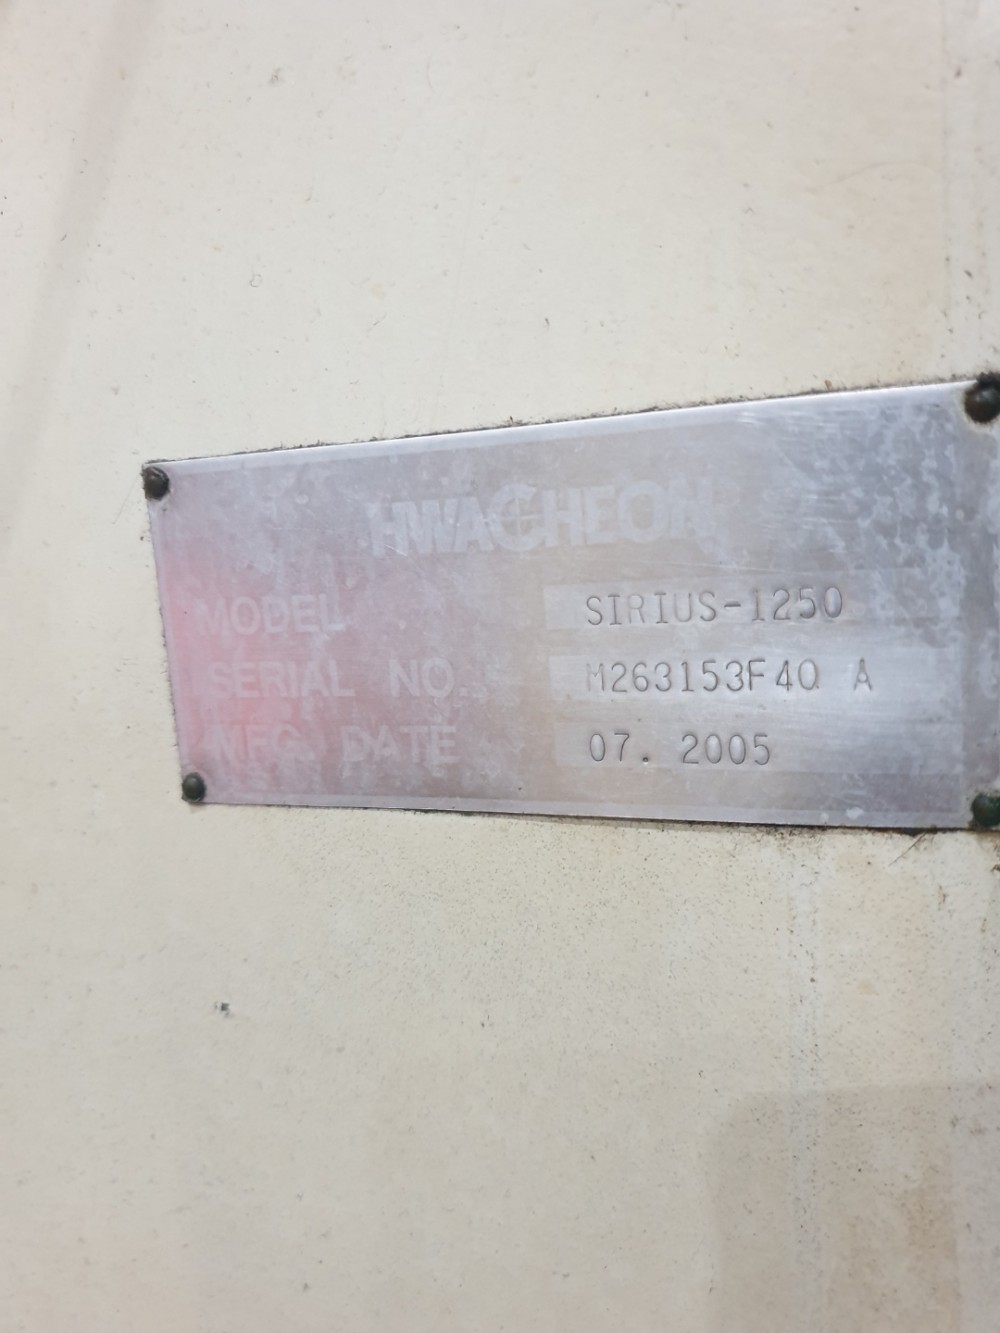 HWACHEON
MODEL SIRIUS-1250
SERIAL NO. M263153F40 A
MFG. DATE 07. 2005